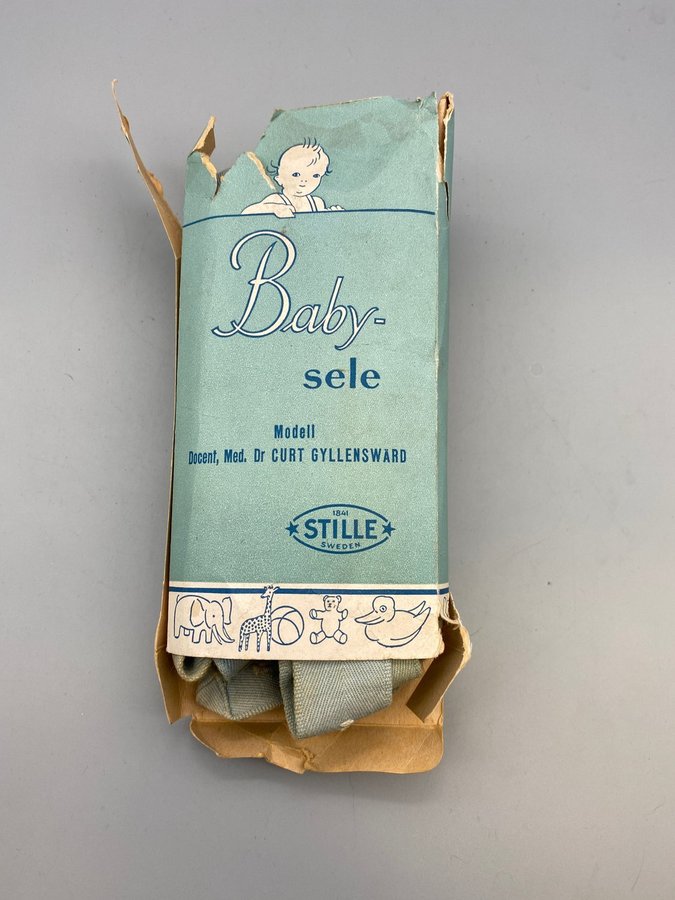 Baby-
sele
Modell
Docent, Med. Dr CURT GYLLENSWÄRD
1841
STILLE
SWEDEN